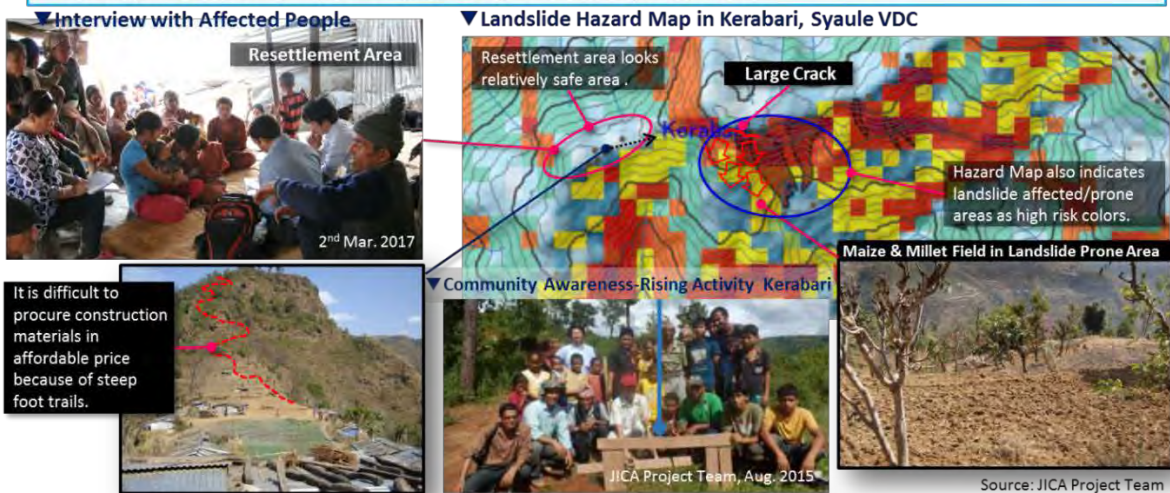 ▼Interview with Affected People
Resettlement Area
2nd Mar. 2017
▼Landslide Hazard Map in Kerabari, Syaule VDC
Resettlement area looks
relatively safe area .
Large Crack
Hazard Map also indicates
landslide affected/prone
areas as high risk colors.
Maize & Millet Field in Landslide Prone Area
▼Community Awareness-Rising Activity Kerabari
It is difficult to
procure construction
materials in
affordable price
because of steep
foot trails.
JICA Project Team, Aug. 2015
Source: JICA Project Team